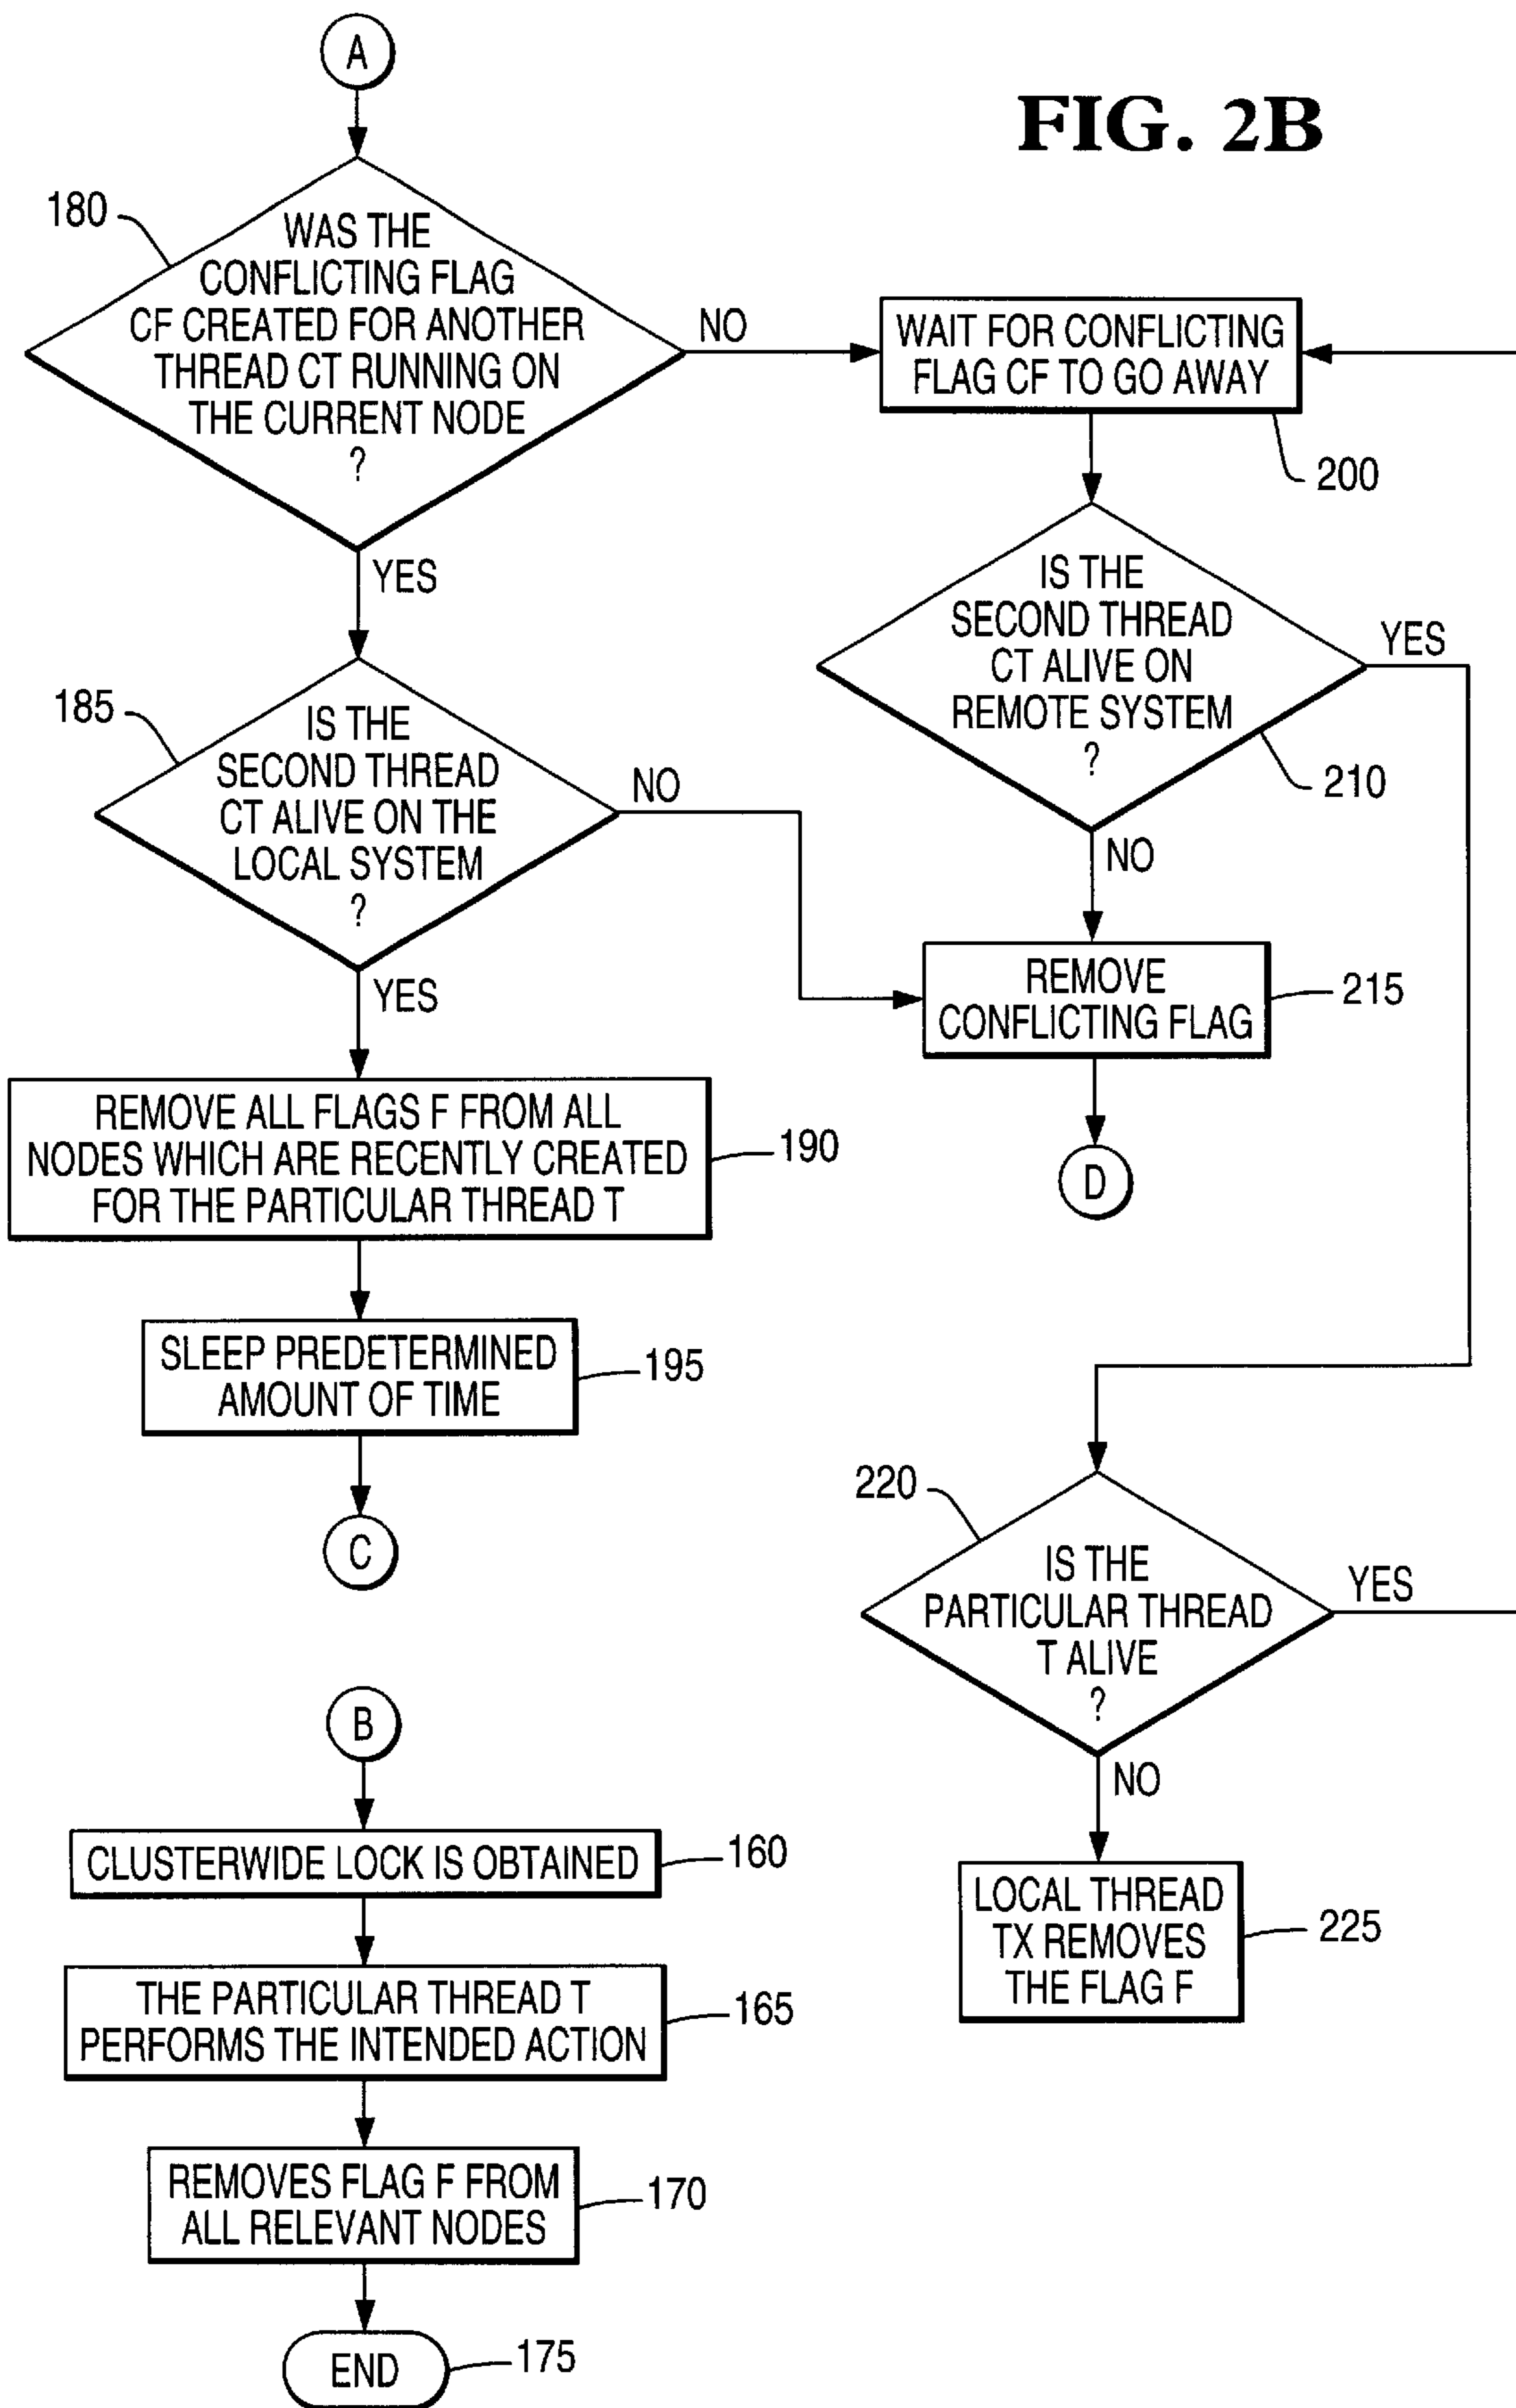 A
FIG. 2B
180
WAS THE
CONFLICTING FLAG
CF CREATED FOR ANOTHER
THREAD CT RUNNING ON
THE CURRENT NODE
?
NO
WAIT FOR CONFLICTING
FLAG CF TO GO AWAY
200
YES
IS THE
SECOND THREAD
CT ALIVE ON
REMOTE SYSTEM
?
YES
210
NO
185
IS THE
SECOND THREAD
CT ALIVE ON THE
LOCAL SYSTEM
?
NO
YES
REMOVE
CONFLICTING FLAG
215
D
REMOVE ALL FLAGS F FROM ALL
NODES WHICH ARE RECENTLY CREATED
FOR THE PARTICULAR THREAD T
190
SLEEP PREDETERMINED
AMOUNT OF TIME
195
C
220
IS THE
PARTICULAR THREAD
T ALIVE
?
YES
NO
LOCAL THREAD
TX REMOVES
THE FLAG F
225
B
CLUSTERWIDE LOCK IS OBTAINED
160
THE PARTICULAR THREAD T
PERFORMS THE INTENDED ACTION
165
REMOVES FLAG F FROM
ALL RELEVANT NODES
170
END
175